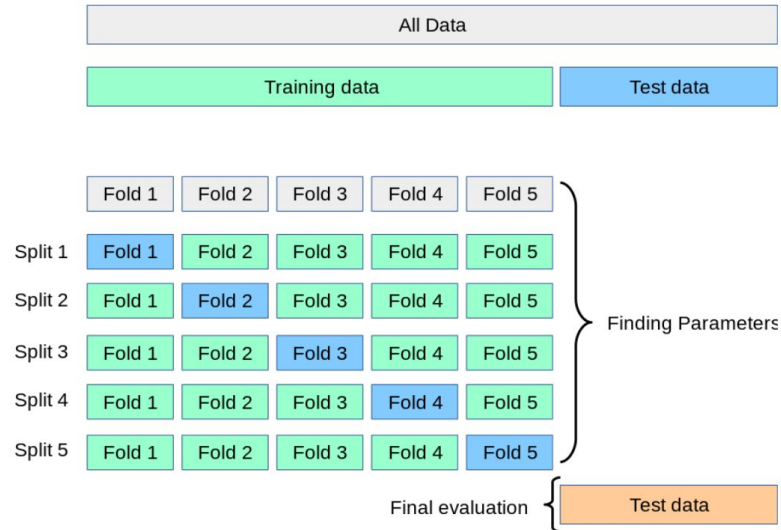 All Data
Training data Test data
Fold 1 Fold 2 Fold 3 Fold 4 Fold 5
Split 1 Fold 1 Fold 2 Fold 3 Fold 4 Fold 5
Split 2 Fold 1 Fold 2 Fold 3 Fold 4 Fold 5
Finding Parameters
Split 3 Fold 1 Fold 2 Fold 3 Fold 4 Fold 5
Split 4 Fold 1 Fold 2 Fold 3 Fold 4 Fold 5
Split 5 Fold 1 Fold 2 Fold 3 Fold 4 Fold 5
Final evaluation Test data